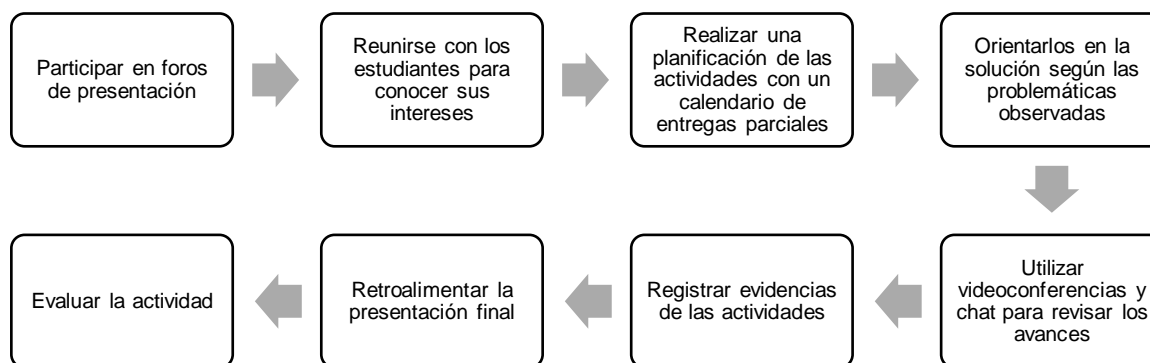 Participar en foros
de presentación
Reunirse con los
estudiantes para
conocer sus
intereses
Realizar una
planificación de las
actividades con un
calendario de
entregas parciales
Orientarlos en la
solución según las
problemáticas
observadas
Utilizar
videoconferencias y
chat para revisar los
avances
Registrar evidencias
de las actividades
Retroalimentar la
presentación final
Evaluar la actividad